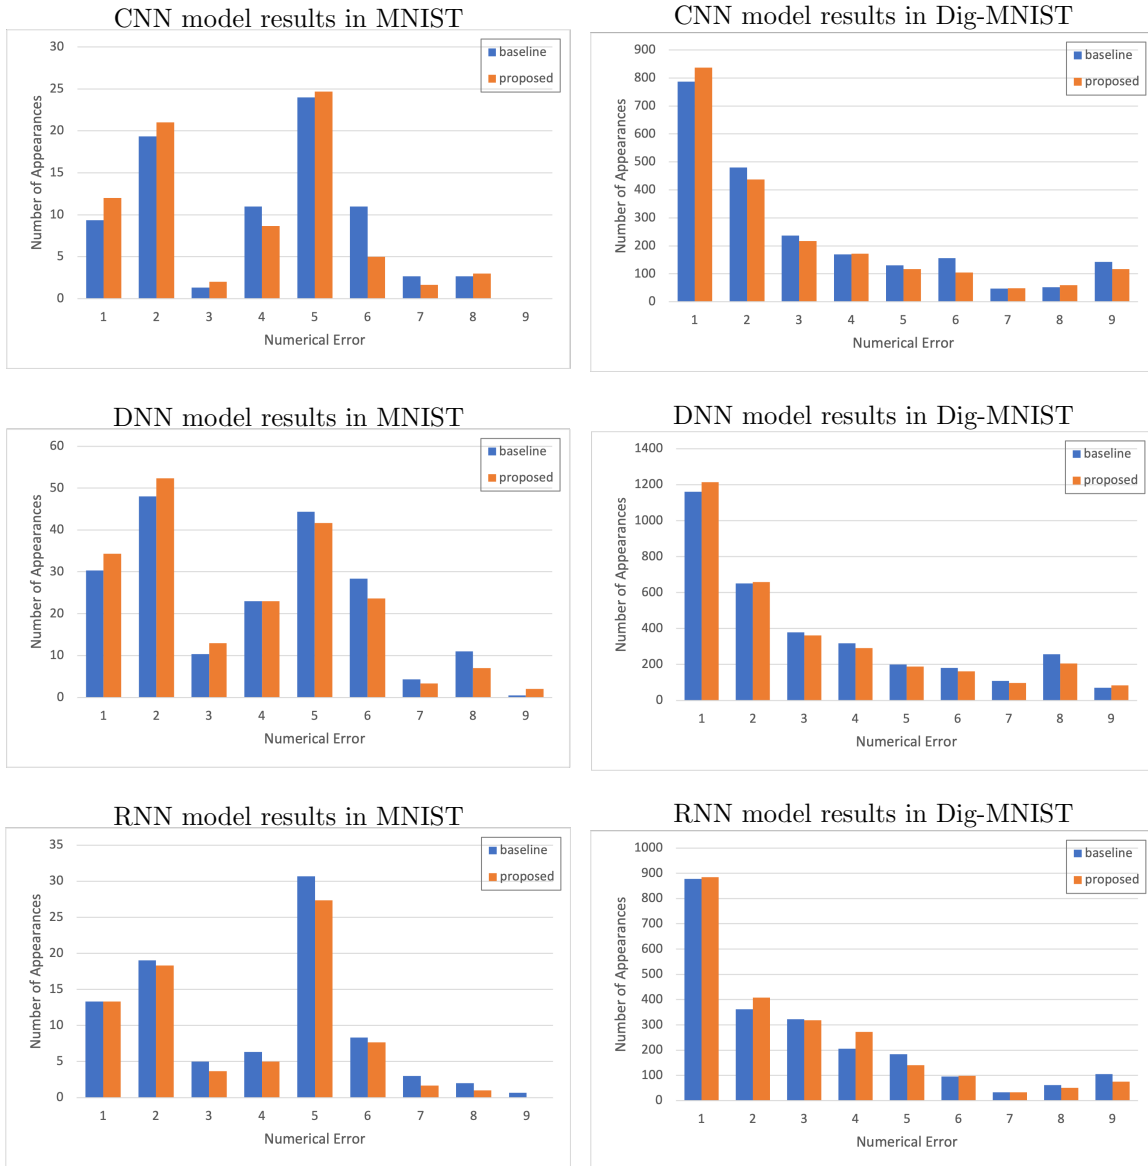 CNN model results in MNIST
30
25
20
15
10
5
0
Number of Appearances
1 2 3 4 5 6 7 8 9
Numerical Error
baseline
proposed
CNN model results in Dig-MNIST
900
800
700
600
500
400
300
200
100
0
Number of Appearances
1 2 3 4 5 6 7 8 9
Numerical Error
baseline
proposed
DNN model results in MNIST
60
50
40
30
20
10
0
Number of Appearances
1 2 3 4 5 6 7 8 9
Numerical Error
baseline
proposed
DNN model results in Dig-MNIST
1400
1200
1000
800
600
400
200
0
Number of Appearances
1 2 3 4 5 6 7 8 9
Numerical Error
baseline
proposed
RNN model results in MNIST
35
30
25
20
15
10
5
0
Number of Appearances
1 2 3 4 5 6 7 8 9
Numerical Error
baseline
proposed
RNN model results in Dig-MNIST
1000
900
800
700
600
500
400
300
200
100
0
Number of Appearances
1 2 3 4 5 6 7 8 9
Numerical Error
baseline
proposed